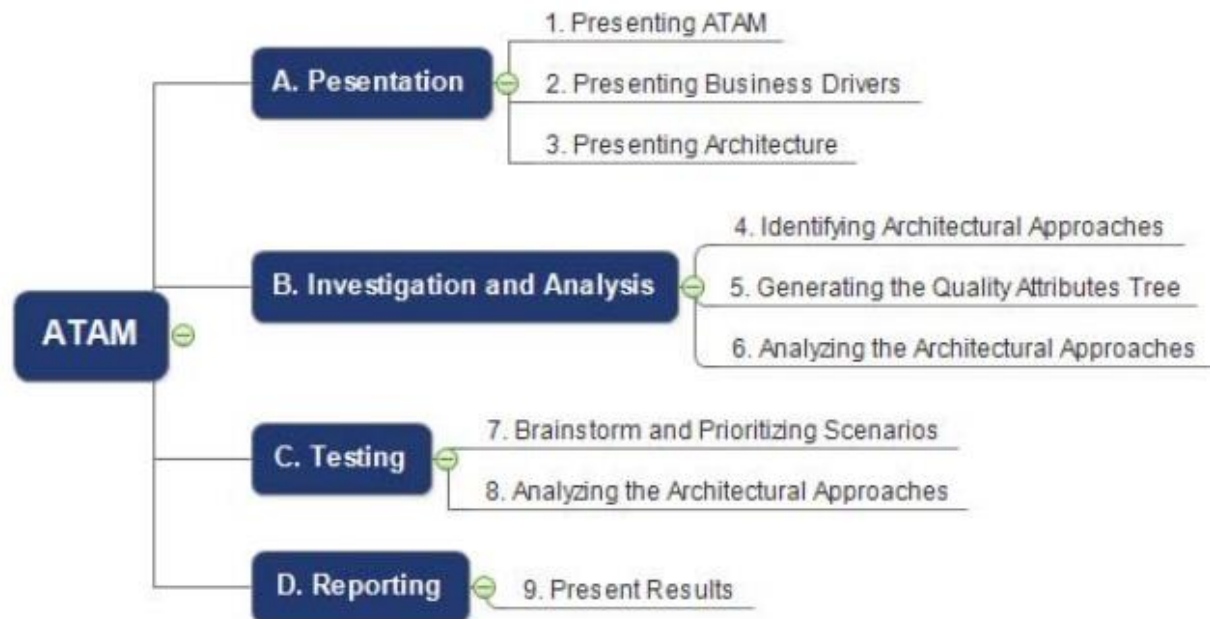 ATAM
A. Pesentation
1. Presenting ATAM
2. Presenting Business Drivers
3. Presenting Architecture
B. Investigation and Analysis
4. Identifying Architectural Approaches
5. Generating the Quality Attributes Tree
6. Analyzing the Architectural Approaches
C. Testing
7. Brainstorm and Prioritizing Scenarios
8. Analyzing the Architectural Approaches
D. Reporting
9. Present Results